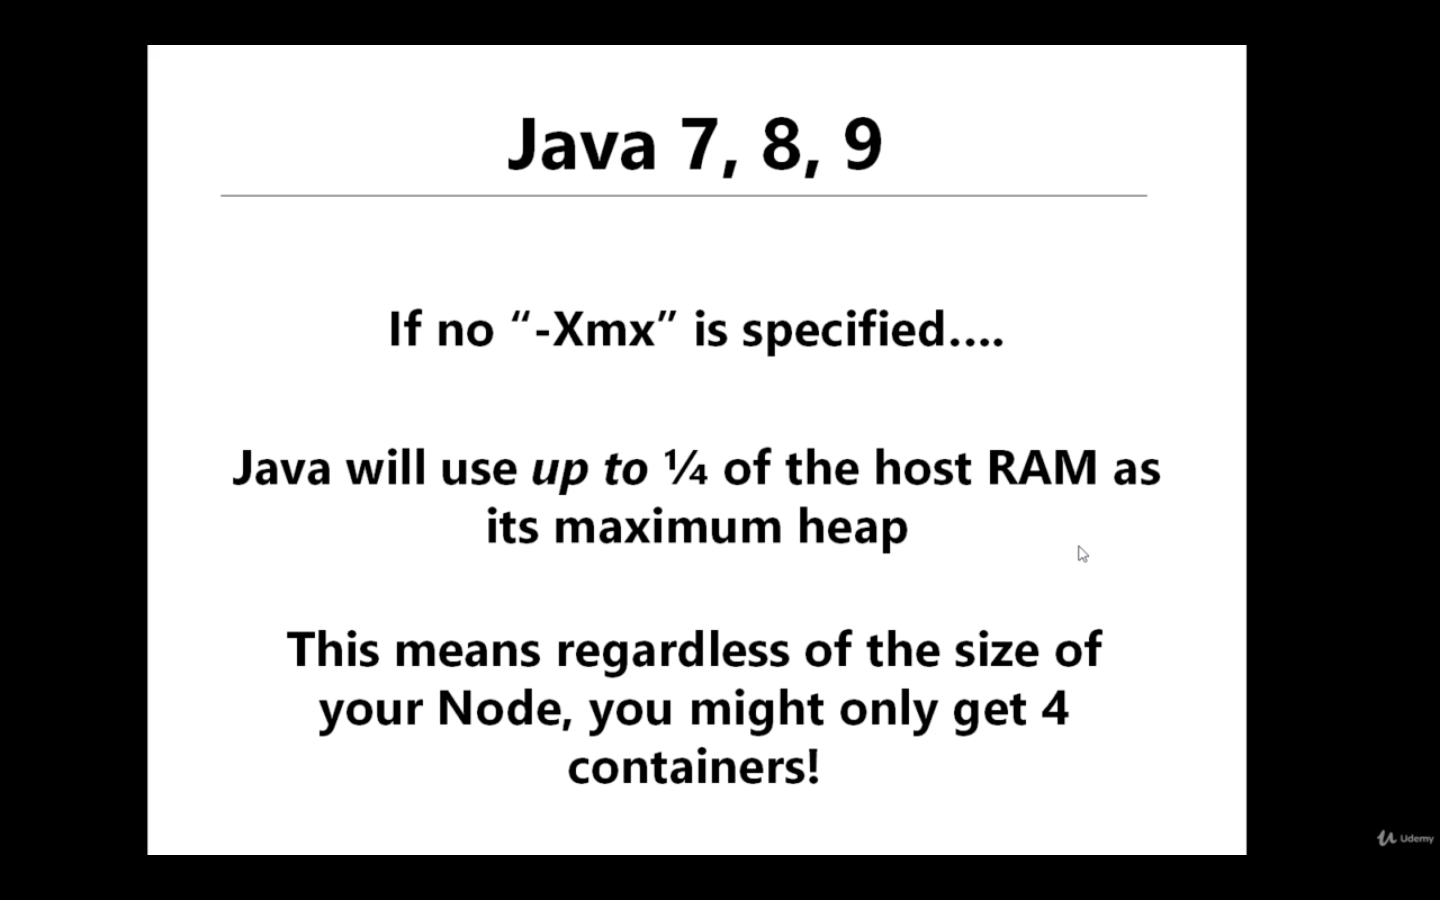 Java 7, 8, 9
If no “-Xmx” is specified....
Java will use up to ¼ of the host RAM as
its maximum heap
This means regardless of the size of
your Node, you might only get 4
containers!
Udemy